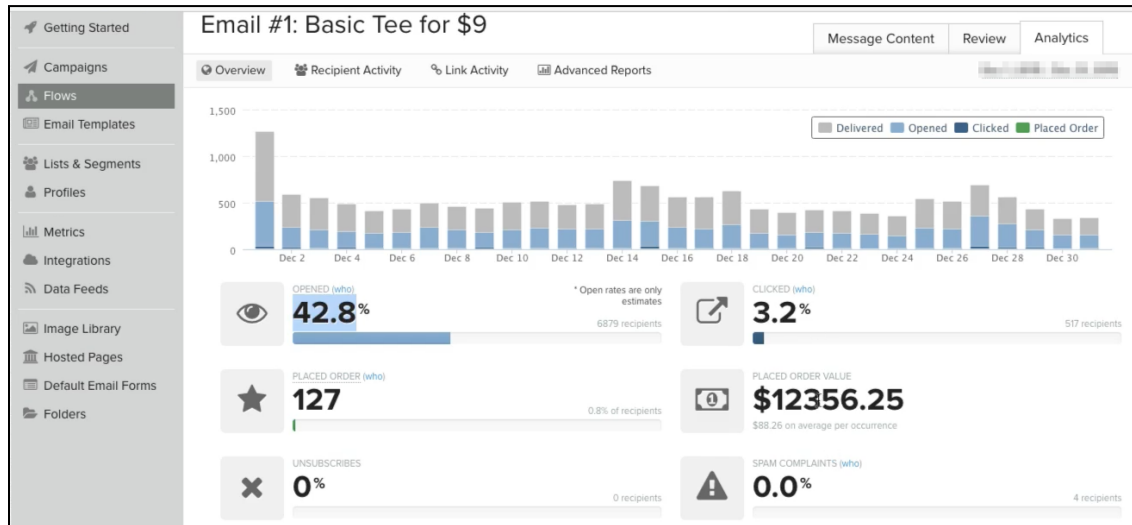 Getting Started
Campaigns
Flows
Email Templates
Lists & Segments
Profiles
Metrics
Integrations
Data Feeds
Image Library
Hosted Pages
Default Email Forms
Folders
Email #1: Basic Tee for $9
Message Content Review Analytics
Overview Recipient Activity Link Activity Advanced Reports
Delivered Opened Clicked Placed Order
1,500
1,000
500
0
Dec 2 Dec 4 Dec 6 Dec 8 Dec 10 Dec 12 Dec 14 Dec 16 Dec 18 Dec 20 Dec 22 Dec 24 Dec 26 Dec 28 Dec 30
OPENED (who)
42.8%
* Open rates are only
estimates
6879 recipients
CLICKED (who)
3.2%
517 recipients
PLACED ORDER (who)
127
0.8% of recipients
PLACED ORDER VALUE
$12356.25
$88.26 on average per occurrence
UNSUBSCRIBES
0%
0 recipients
SPAM COMPLAINTS (who)
0.0%
4 recipients